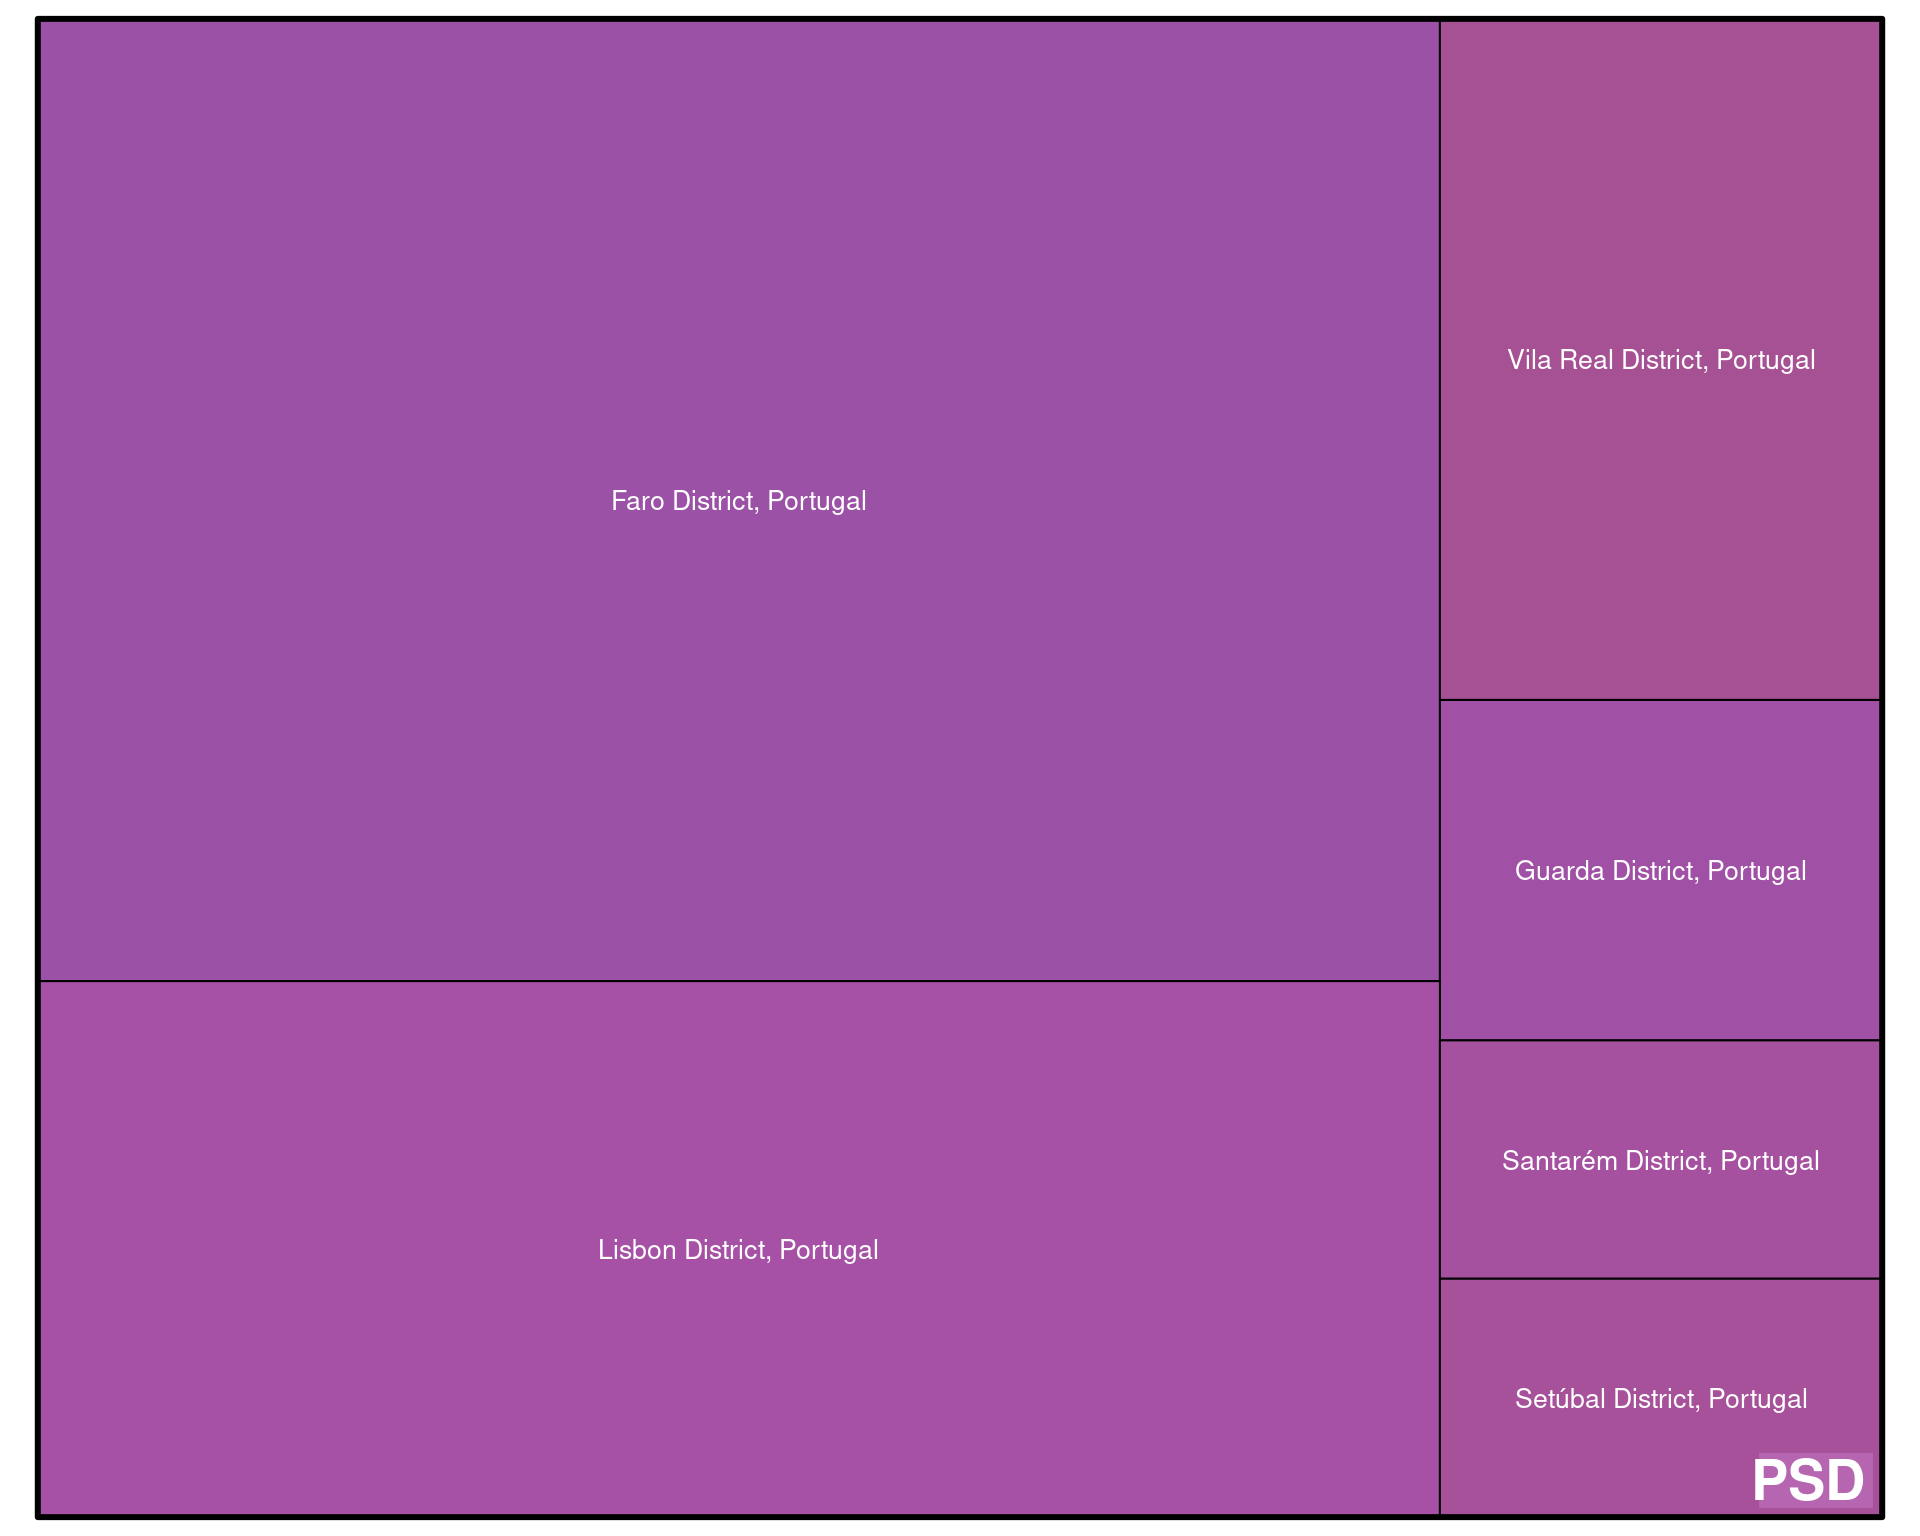 Faro District, Portugal
Lisbon District, Portugal
Vila Real District, Portugal
Guarda District, Portugal
Santarém District, Portugal
Setúbal District, Portugal
PSD